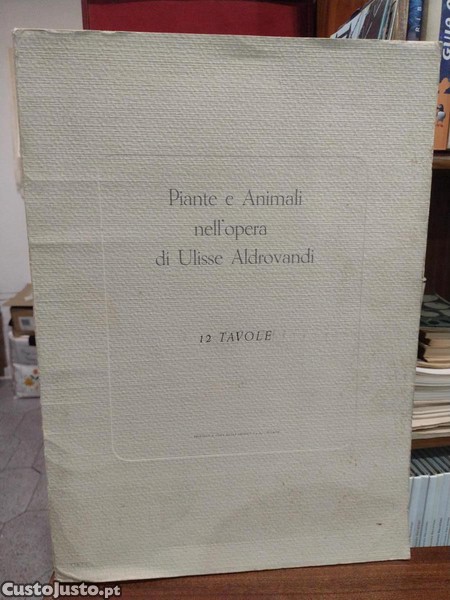 Piante e Animali
nell'opera
di Ulisse Aldrovandi
12 TAVOLE
CustoJusto.pt